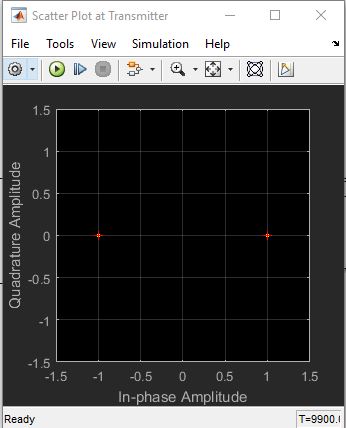 Scatter Plot at Transmitter
File Tools View Simulation Help
1.5
1
0.5
0
-0.5
-1
-1.5
Quadrature Amplitude
-1.5 -1 -0.5 0 0.5 1 1.5
In-phase Amplitude
Ready T=9900.